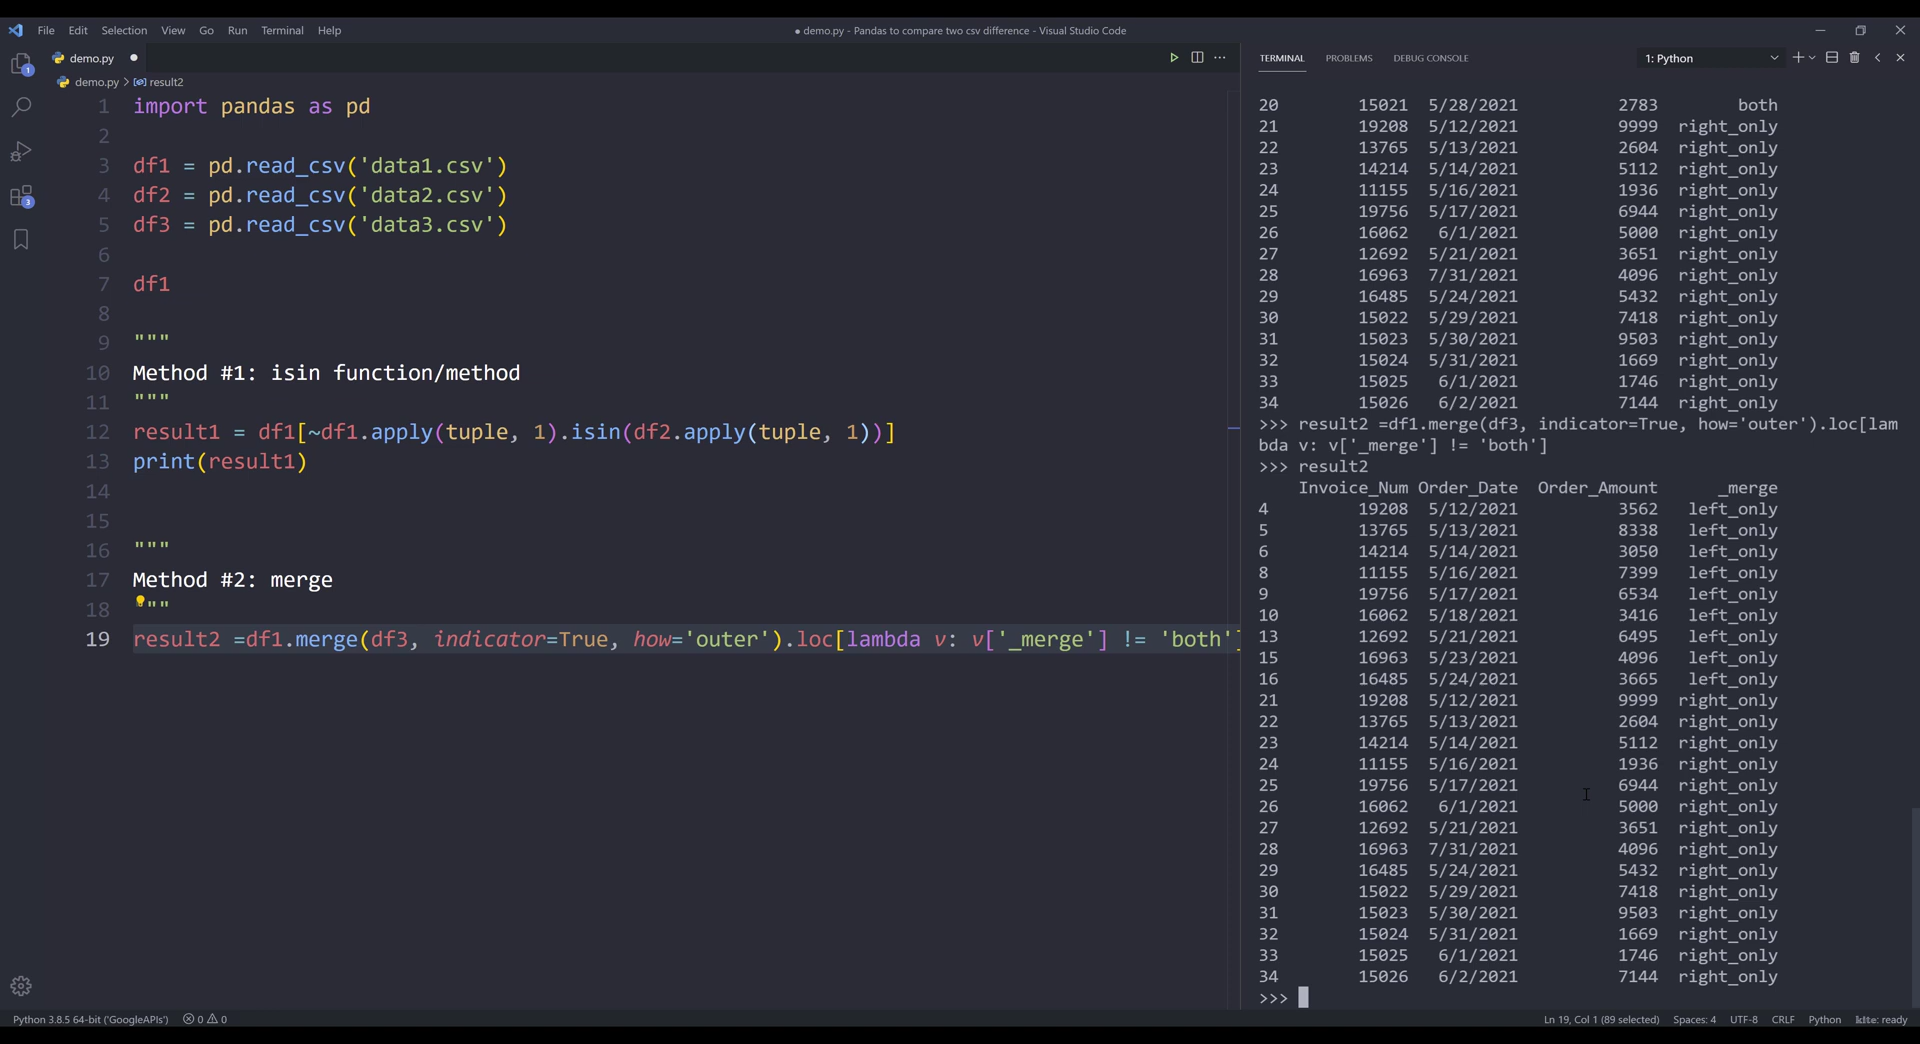 File Edit Selection View Go Run Terminal Help
● demo.py - Pandas to compare two csv difference - Visual Studio Code
demo.py ●
demo.py > result2
1 import pandas as pd
2
3 df1 = pd.read_csv('data1.csv')
4 df2 = pd.read_csv('data2.csv')
5 df3 = pd.read_csv('data3.csv')
6
7 df1
8
9 """
10 Method #1: isin function/method
11 """
12 result1 = df1[~df1.apply(tuple, 1).isin(df2.apply(tuple, 1))]
13 print(result1)
14
15
16 """
17 Method #2: merge
18 """
19 result2 =df1.merge(df3, indicator=True, how='outer').loc[lambda v: v['_merge'] != 'both']
1
3
TERMINAL PROBLEMS DEBUG CONSOLE
1: Python
20 15021 5/28/2021 2783 both
21 19208 5/12/2021 9999 right_only
22 13765 5/13/2021 2604 right_only
23 14214 5/14/2021 5112 right_only
24 11155 5/16/2021 1936 right_only
25 19756 5/17/2021 6944 right_only
26 16062 6/1/2021 5000 right_only
27 12692 5/21/2021 3651 right_only
28 16963 7/31/2021 4096 right_only
29 16485 5/24/2021 5432 right_only
30 15022 5/29/2021 7418 right_only
31 15023 5/30/2021 9503 right_only
32 15024 5/31/2021 1669 right_only
33 15025 6/1/2021 1746 right_only
34 15026 6/2/2021 7144 right_only
>>> result2 =df1.merge(df3, indicator=True, how='outer').loc[lam
bda v: v['_merge'] != 'both']
>>> result2
Invoice_Num Order_Date Order_Amount _merge
4 19208 5/12/2021 3562 left_only
5 13765 5/13/2021 8338 left_only
6 14214 5/14/2021 3050 left_only
8 11155 5/16/2021 7399 left_only
9 19756 5/17/2021 6534 left_only
10 16062 5/18/2021 3416 left_only
13 12692 5/21/2021 6495 left_only
15 16963 5/23/2021 4096 left_only
16 16485 5/24/2021 3665 left_only
21 19208 5/12/2021 9999 right_only
22 13765 5/13/2021 2604 right_only
23 14214 5/14/2021 5112 right_only
24 11155 5/16/2021 1936 right_only
25 19756 5/17/2021 6944 right_only
26 16062 6/1/2021 5000 right_only
27 12692 5/21/2021 3651 right_only
28 16963 7/31/2021 4096 right_only
29 16485 5/24/2021 5432 right_only
30 15022 5/29/2021 7418 right_only
31 15023 5/30/2021 9503 right_only
32 15024 5/31/2021 1669 right_only
33 15025 6/1/2021 1746 right_only
34 15026 6/2/2021 7144 right_only
>>>
Python 3.8.5 64-bit ('GoogleAPIs') 0 0
Ln 19, Col 1 (89 selected) Spaces: 4 UTF-8 CRLF Python kite: ready